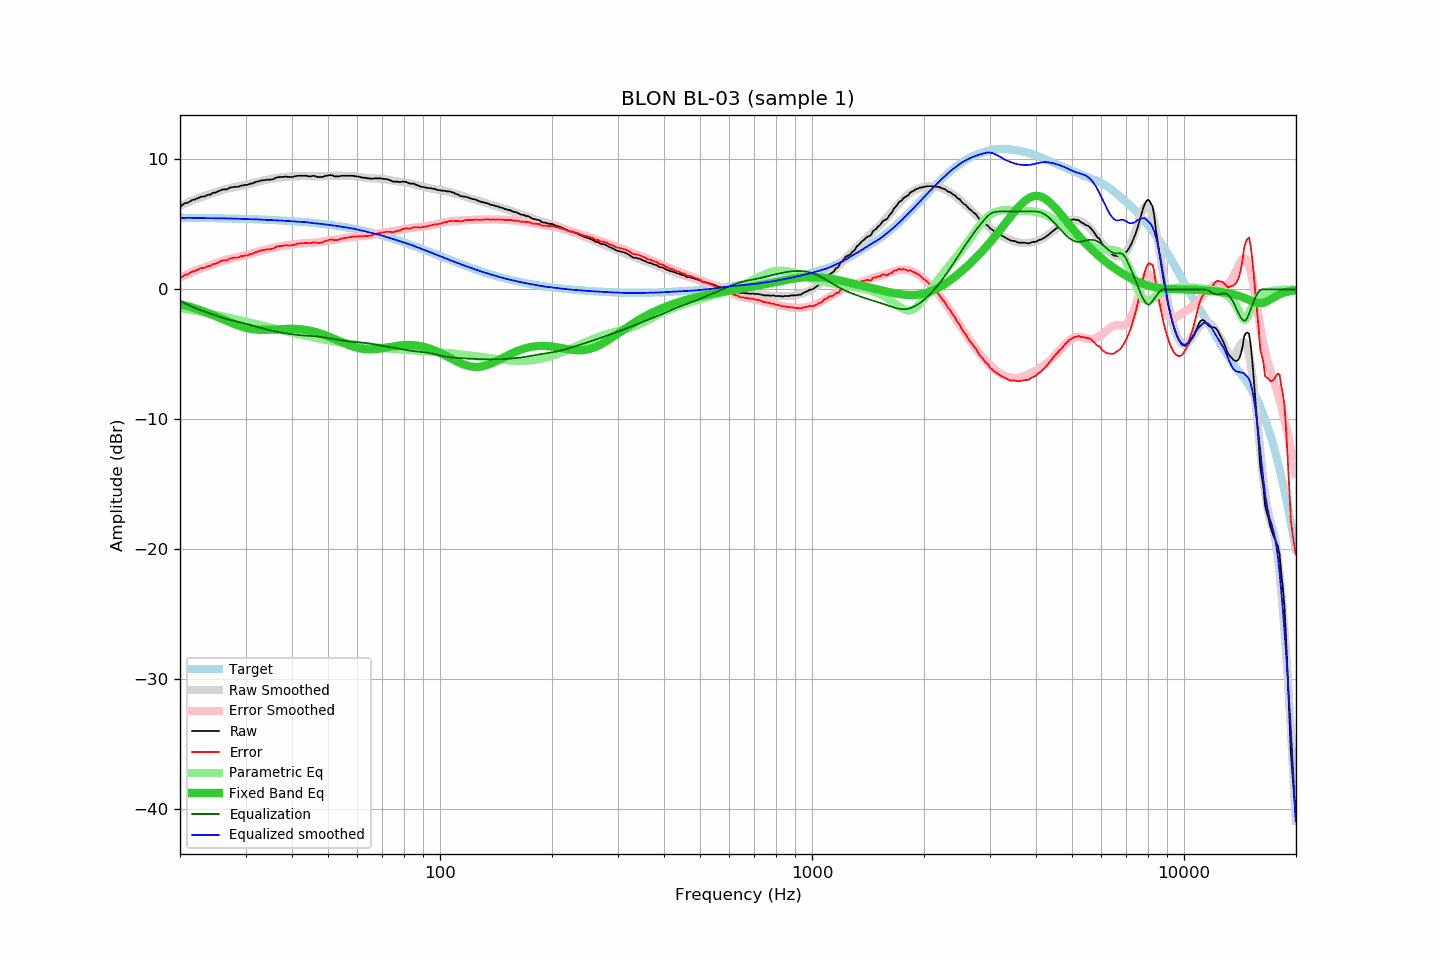 BLON BL-03 (sample 1)
10
0
−10
−20
−30
−40
Amplitude (dBr)
Target
Raw Smoothed
Error Smoothed
Raw
Error
Parametric Eq
Fixed Band Eq
Equalization
Equalized smoothed
100
1000
10000
Frequency (Hz)